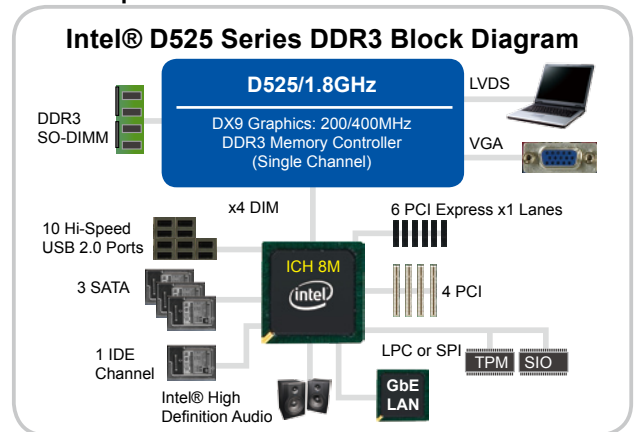 Intel® D525 Series DDR3 Block Diagram
D525/1.8GHz
DX9 Graphics: 200/400MHz
DDR3 Memory Controller
(Single Channel)
DDR3
SO-DIMM
LVDS
VGA
x4 DIM
10 Hi-Speed
USB 2.0 Ports
6 PCI Express x1 Lanes
ICH 8M
intel
3 SATA
4 PCI
1 IDE
Channel
LPC or SPI
TPM
SIO
Intel® High
Definition Audio
GbE
LAN